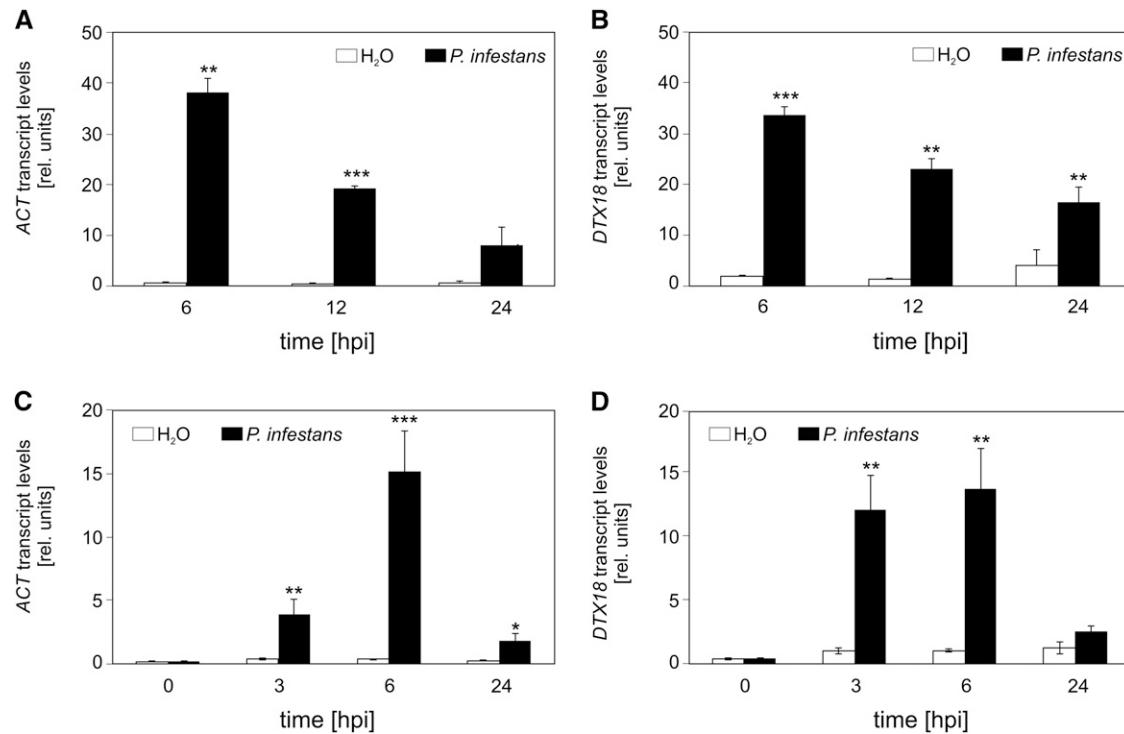 A
ACT transcript levels
[rel. units]
50
40
30
20
10
0
H₂O P. infestans
**
***
6 12 24
time [hpi]
B
DTX18 transcript levels
[rel. units]
50
40
30
20
10
0
H₂O P. infestans
***
**
**
6 12 24
time [hpi]
C
ACT transcript levels
[rel. units]
20
15
10
5
0
H₂O P. infestans
**
***
*
0 3 6 24
time [hpi]
D
DTX18 transcript levels
[rel. units]
20
15
10
5
0
H₂O P. infestans
**
**
0 3 6 24
time [hpi]